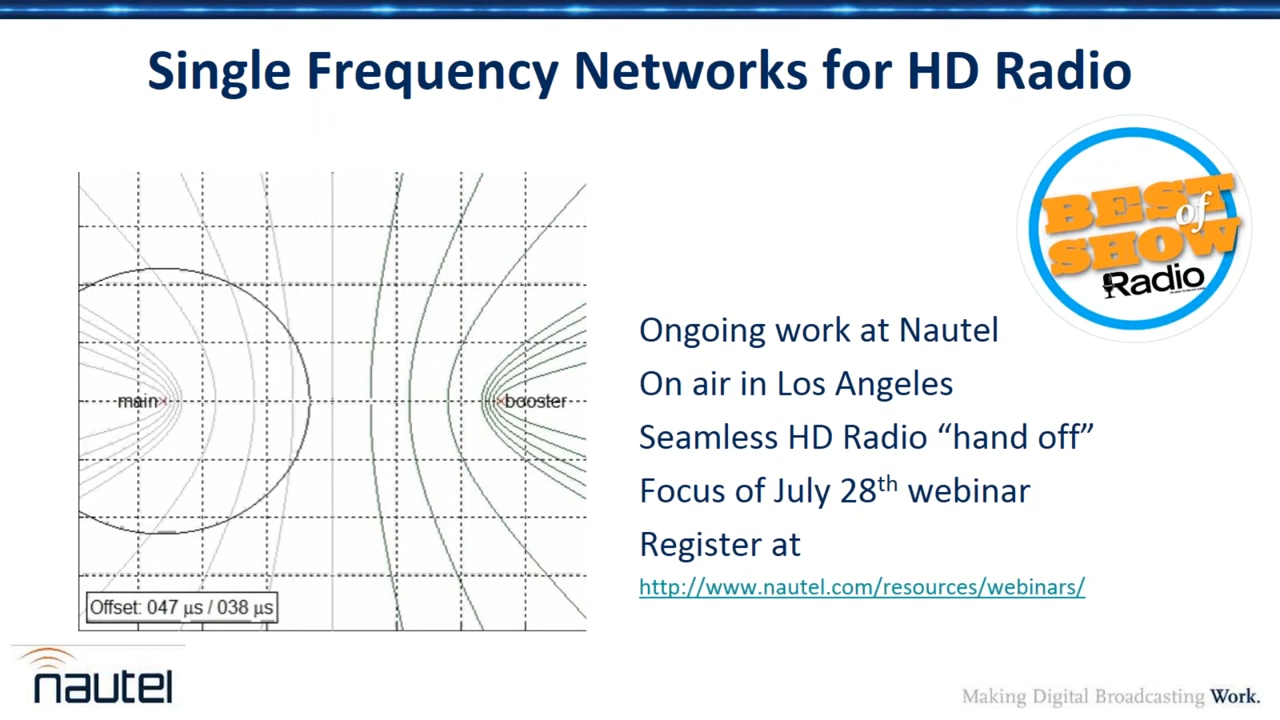 Single Frequency Networks for HD Radio
BEST
of
SHOW
Radio
main
booster
Offset: 047 µs / 038 µs
Ongoing work at Nautel
On air in Los Angeles
Seamless HD Radio “hand off”
Focus of July 28th webinar
Register at
http://www.nautel.com/resources/webinars/
nautel
Making Digital Broadcasting Work.